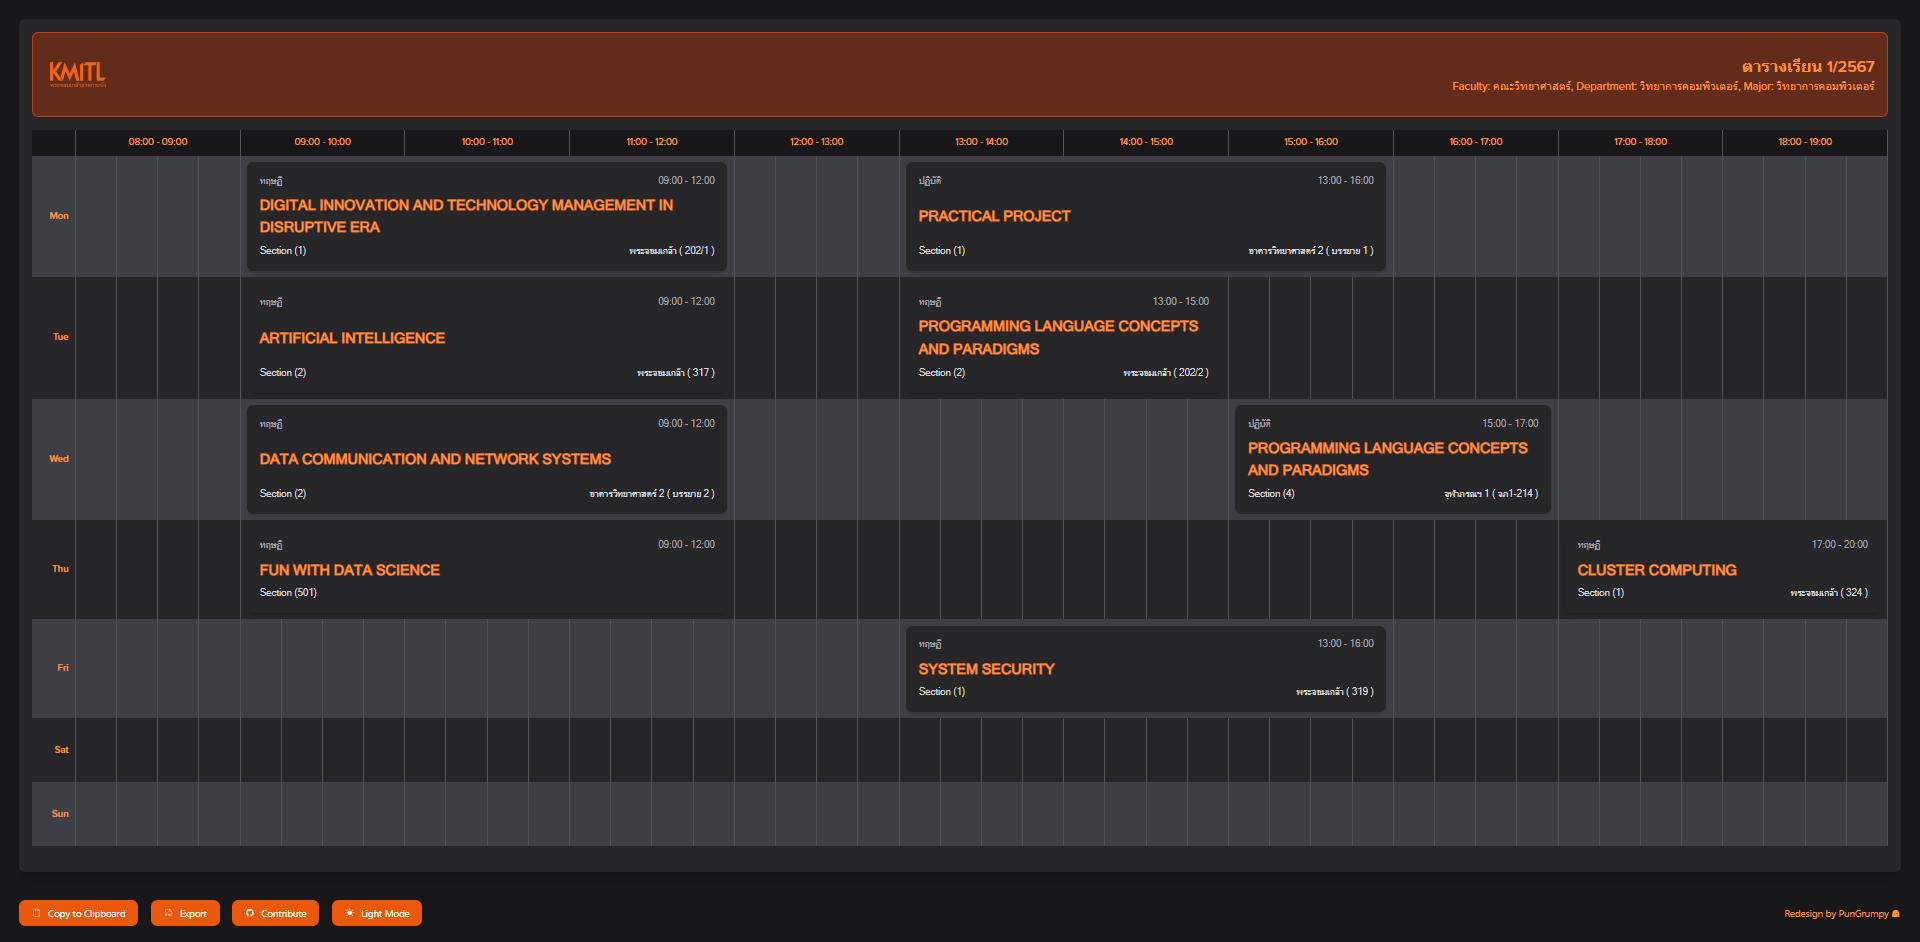 KMITL
ตารางเรียน 1/2567
Faculty: คณะวิทยาศาสตร์, Department: วิทยาการคอมพิวเตอร์, Major: วิทยาการคอมพิวเตอร์
08:00 - 09:00 09:00 - 10:00 10:00 - 11:00 11:00 - 12:00 12:00 - 13:00 13:00 - 14:00 14:00 - 15:00 15:00 - 16:00 16:00 - 17:00 17:00 - 18:00 18:00 - 19:00
Mon
ทฤษฎี 09:00 - 12:00
DIGITAL INNOVATION AND TECHNOLOGY MANAGEMENT IN
DISRUPTIVE ERA
Section (1) พระจอมเกล้า ( 202/1 )
ปฏิบัติ 13:00 - 16:00
PRACTICAL PROJECT
Section (1) อาคารวิทยาศาสตร์ 2 ( บรรยาย 1 )
Tue
ทฤษฎี 09:00 - 12:00
ARTIFICIAL INTELLIGENCE
Section (2) พระจอมเกล้า ( 317 )
ทฤษฎี 13:00 - 15:00
PROGRAMMING LANGUAGE CONCEPTS
AND PARADIGMS
Section (2) พระจอมเกล้า ( 202/2 )
Wed
ทฤษฎี 09:00 - 12:00
DATA COMMUNICATION AND NETWORK SYSTEMS
Section (2) อาคารวิทยาศาสตร์ 2 ( บรรยาย 2 )
ปฏิบัติ 15:00 - 17:00
PROGRAMMING LANGUAGE CONCEPTS
AND PARADIGMS
Section (4) จุฬาภรณฯ 1 ( จภ1-214 )
Thu
ทฤษฎี 09:00 - 12:00
FUN WITH DATA SCIENCE
Section (501)
ทฤษฎี 17:00 - 20:00
CLUSTER COMPUTING
Section (1) พระจอมเกล้า ( 324 )
Fri
ทฤษฎี 13:00 - 16:00
SYSTEM SECURITY
Section (1) พระจอมเกล้า ( 319 )
Sat
Sun
Copy to Clipboard Export Contribute Light Mode
Redesign by PunGrumpy